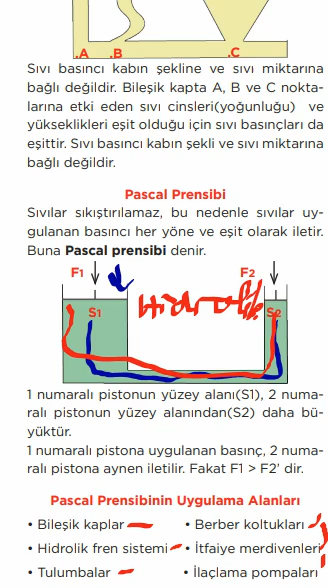 .A .B .C
Sıvı basıncı kabın şekline ve sıvı miktarına
bağlı değildir. Bileşik kapta A, B ve C nokta-
larına etki eden sıvı cinsleri(yoğunluğu) ve
yükseklikleri eşit olduğu için sıvı basınçları da
eşittir. Sıvı basıncı kabın şekli ve sıvı miktarına
bağlı değildir.
Pascal Prensibi
Sıvılar sıkıştırılamaz, bu nedenle sıvılar uy-
gulanan basıncı her yöne ve eşit olarak iletir.
Buna Pascal prensibi denir.
F1 F2
Hidrolik
S1 S2
1 numaralı pistonun yüzey alanı(S1), 2 numa-
ralı pistonun yüzey alanından(S2) daha bü-
yüktür.
1 numaralı pistona uygulanan basınç, 2 numa-
ralı pistona aynen iletilir. Fakat F1 > F2' dir.
Pascal Prensibinin Uygulama Alanları
• Bileşik kaplar • Berber koltukları
• Hidrolik fren sistemi • İtfaiye merdivenleri
• Tulumbalar • İlaçlama pompaları